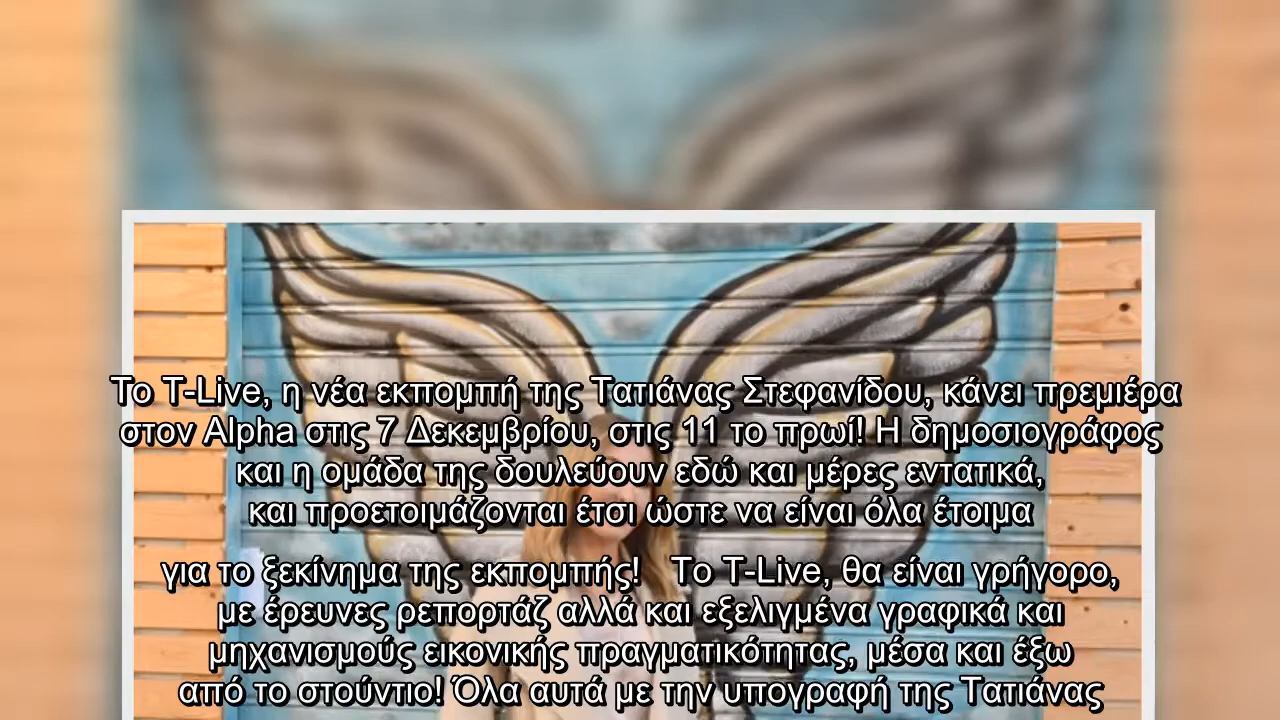 Το T-Live, η νέα εκπομπή της Τατιάνας Στεφανίδου, κάνει πρεμιέρα
στον Alpha στις 7 Δεκεμβρίου, στις 11 το πρωί! Η δημοσιογράφος
και η ομάδα της δουλεύουν εδώ και μέρες εντατικά,
και προετοιμάζονται έτσι ώστε να είναι όλα έτοιμα
για το ξεκίνημα της εκπομπής! Το T-Live, θα είναι γρήγορο,
με έρευνες ρεπορτάζ αλλά και εξελιγμένα γραφικά και
μηχανισμούς εικονικής πραγματικότητας, μέσα και έξω
από το στούντιο! Όλα αυτά με την υπογραφή της Τατιάνας